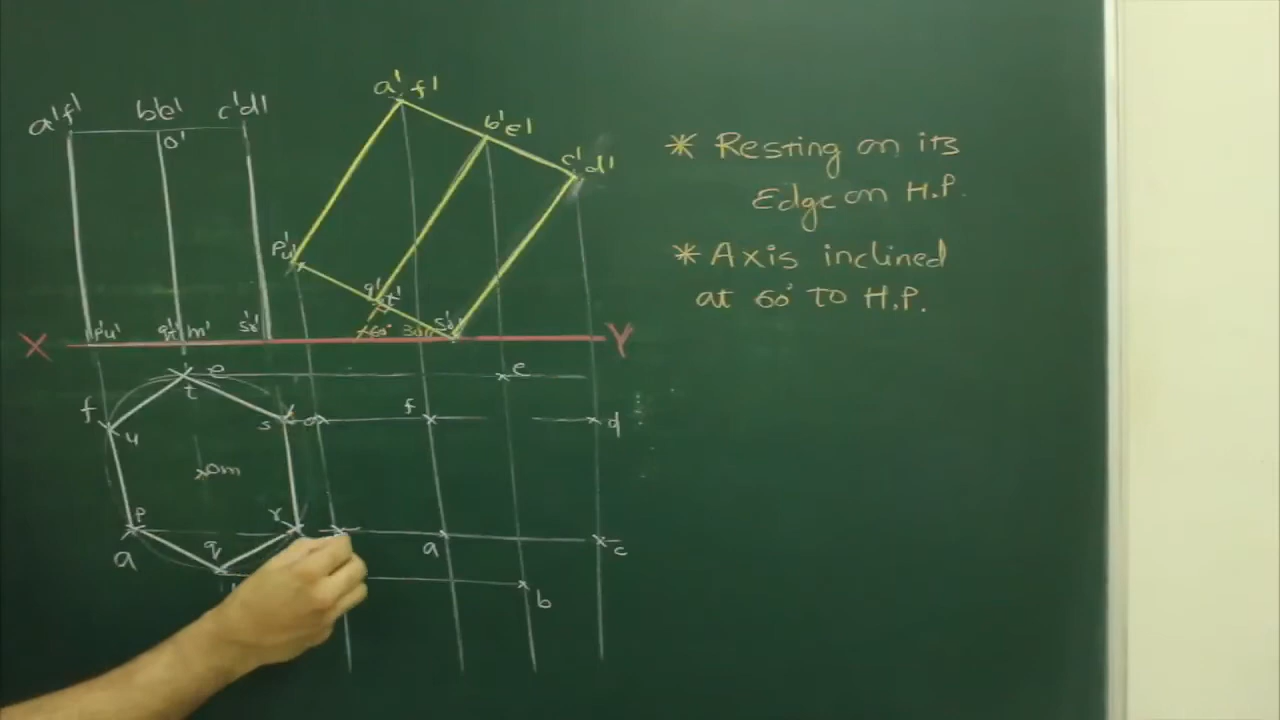 a' f'
a'f' b'e' c'd'
o'
b'e'
c'd'
* Resting on its
Edge on H.P.
* Axis inclined
at 60° TO H.P.
p'u'
q't'
p'u' q't' m' s'r'
60° 30°
X Y
e e
t
f f d
u s
o m
p r
a q a c
b